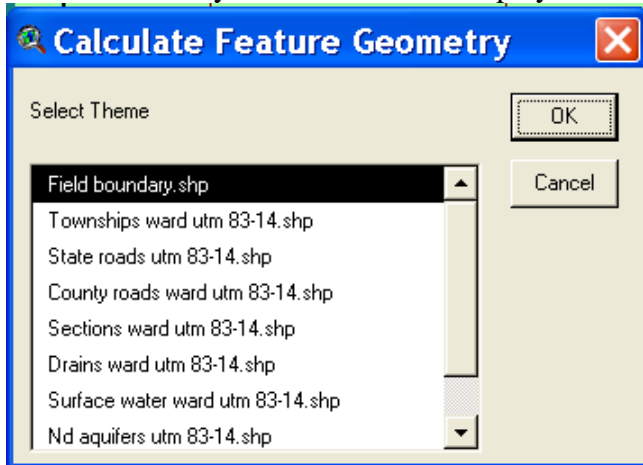 Calculate Feature Geometry
Select Theme
OK
Cancel
Field boundary.shp
Townships ward utm 83-14.shp
State roads utm 83-14.shp
County roads ward utm 83-14.shp
Sections ward utm 83-14.shp
Drains ward utm 83-14.shp
Surface water ward utm 83-14.shp
Nd aquifers utm 83-14.shp